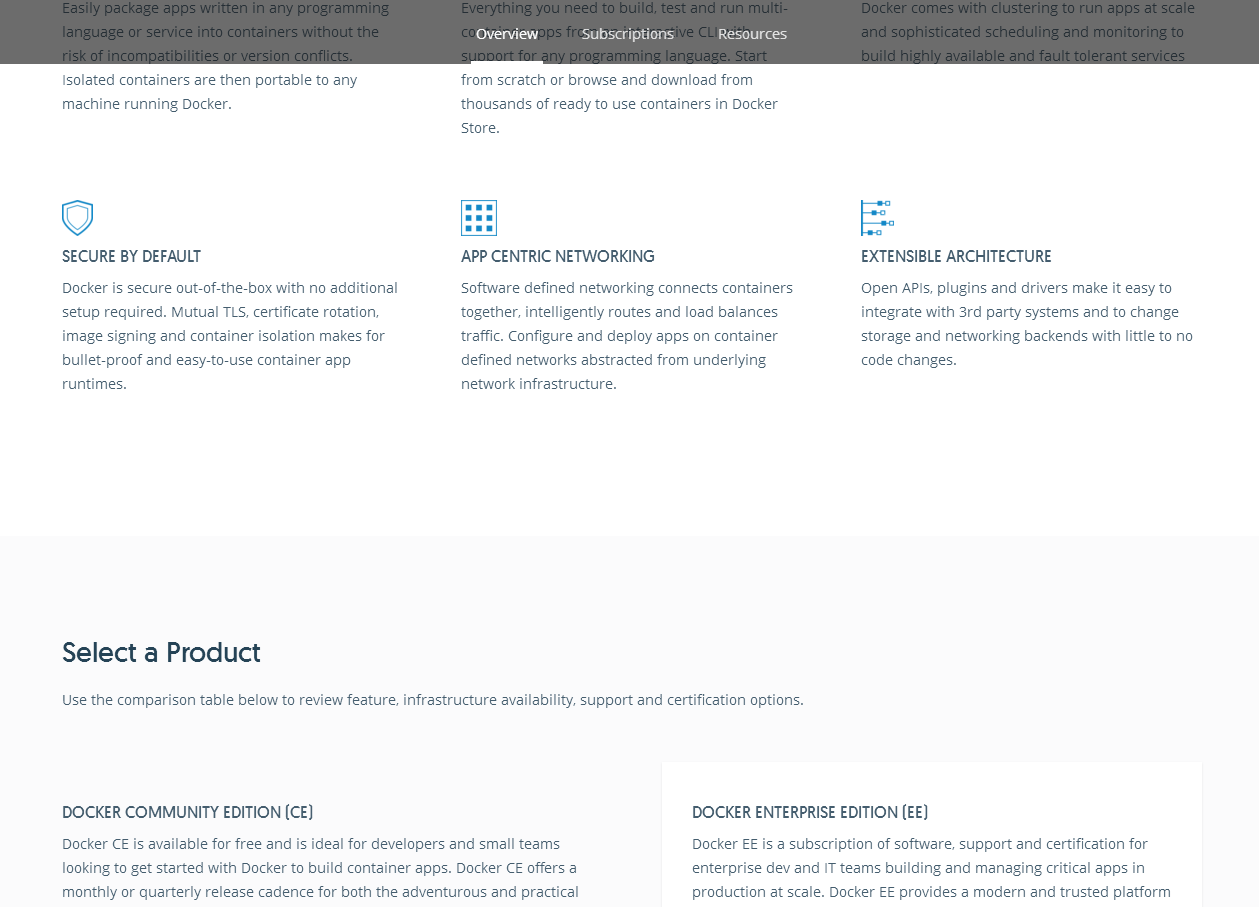 Overview Subscriptions Resources
Easily package apps written in any programming
language or service into containers without the
risk of incompatibilities or version conflicts.
Isolated containers are then portable to any
machine running Docker.
Everything you need to build, test and run multi-
support for any programming language. Start
from scratch or browse and download from
thousands of ready to use containers in Docker
Store.
Docker comes with clustering to run apps at scale
and sophisticated scheduling and monitoring to
build highly available and fault tolerant services
SECURE BY DEFAULT
Docker is secure out-of-the-box with no additional
setup required. Mutual TLS, certificate rotation,
image signing and container isolation makes for
bullet-proof and easy-to-use container app
runtimes.
APP CENTRIC NETWORKING
Software defined networking connects containers
together, intelligently routes and load balances
traffic. Configure and deploy apps on container
defined networks abstracted from underlying
network infrastructure.
EXTENSIBLE ARCHITECTURE
Open APIs, plugins and drivers make it easy to
integrate with 3rd party systems and to change
storage and networking backends with little to no
code changes.
Select a Product
Use the comparison table below to review feature, infrastructure availability, support and certification options.
DOCKER COMMUNITY EDITION (CE)
Docker CE is available for free and is ideal for developers and small teams
looking to get started with Docker to build container apps. Docker CE offers a
monthly or quarterly release cadence for both the adventurous and practical
DOCKER ENTERPRISE EDITION (EE)
Docker EE is a subscription of software, support and certification for
enterprise dev and IT teams building and managing critical apps in
production at scale. Docker EE provides a modern and trusted platform